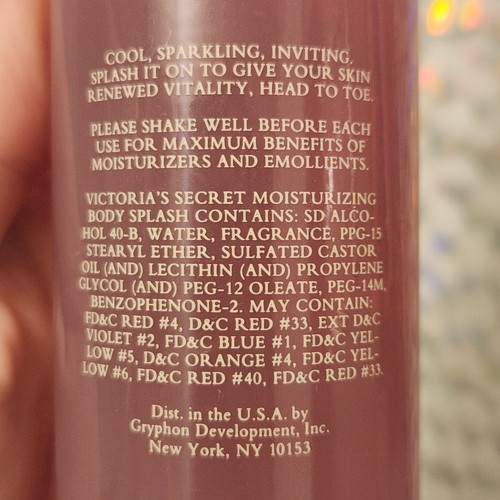 COOL, SPARKLING, INVITING.
SPLASH IT ON TO GIVE YOUR SKIN
RENEWED VITALITY, HEAD TO TOE.
PLEASE SHAKE WELL BEFORE EACH
USE FOR MAXIMUM BENEFITS OF
MOISTURIZERS AND EMOLLIENTS.
VICTORIA'S SECRET MOISTURIZING
BODY SPLASH CONTAINS: SD ALCO-
HOL 40-B, WATER, FRAGRANCE, PPG-15
STEARYL ETHER, SULFATED CASTOR
OIL (AND) LECITHIN (AND) PROPYLENE
GLYCOL (AND) PEG-12 OLEATE, PEG-14M,
BENZOPHENONE-2. MAY CONTAIN:
FD&C RED #4, D&C RED #33, EXT D&C
VIOLET #2, FD&C BLUE #1, FD&C YEL-
LOW #5, D&C ORANGE #4, FD&C YEL-
LOW #6, FD&C RED #40, FD&C RED #33.
Dist. in the U.S.A. by
Gryphon Development, Inc.
New York, NY 10153